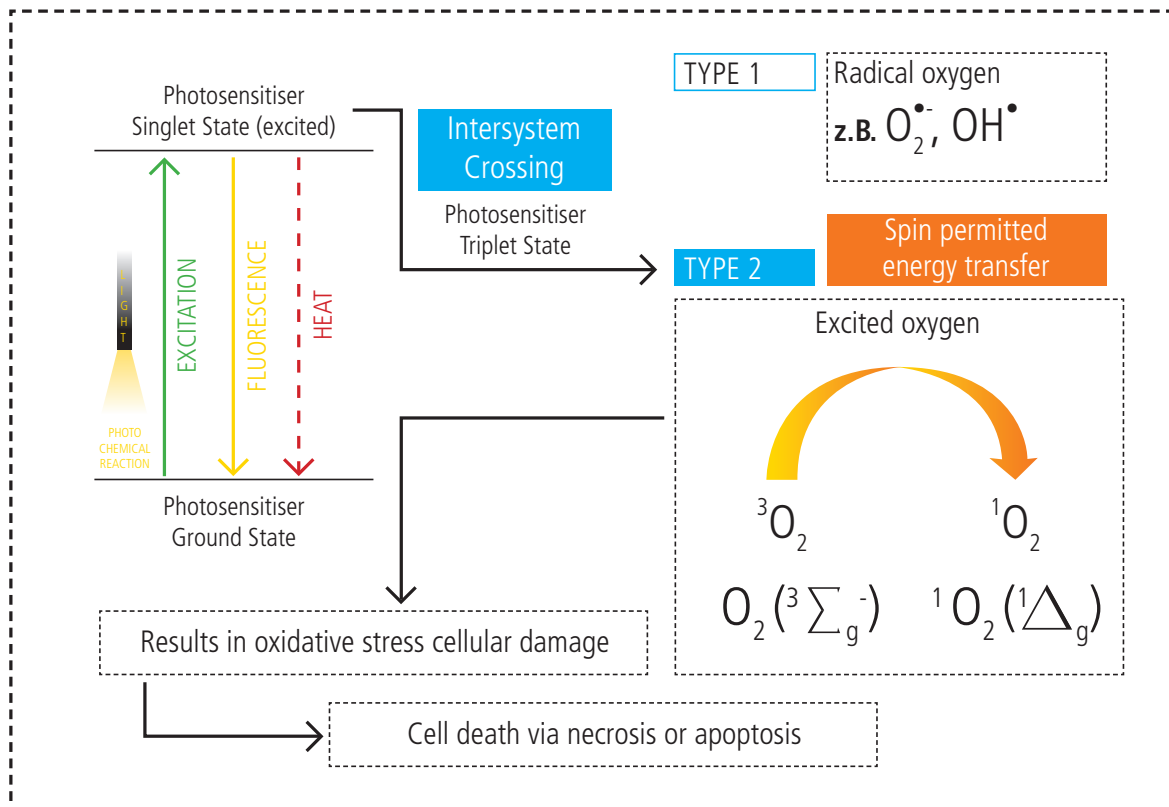 Photosensitiser
Singlet State (excited)
Intersystem
Crossing
Photosensitiser
Triplet State
TYPE 1
Radical oxygen
z.B. O₂•⁻, OH•
TYPE 2
Spin permitted
energy transfer
LIGHT
PHOTO
CHEMICAL
REACTION
EXCITATION
FLUORESCENCE
HEAT
Photosensitiser
Ground State
Excited oxygen
³O₂ ¹O₂
O₂ (³∑g⁻) ¹O₂ (¹△g)
Results in oxidative stress cellular damage
Cell death via necrosis or apoptosis